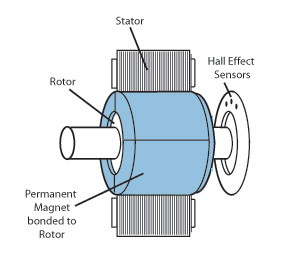 Stator
Hall Effect
Sensors
Rotor
Permanent
Magnet
bonded to
Rotor